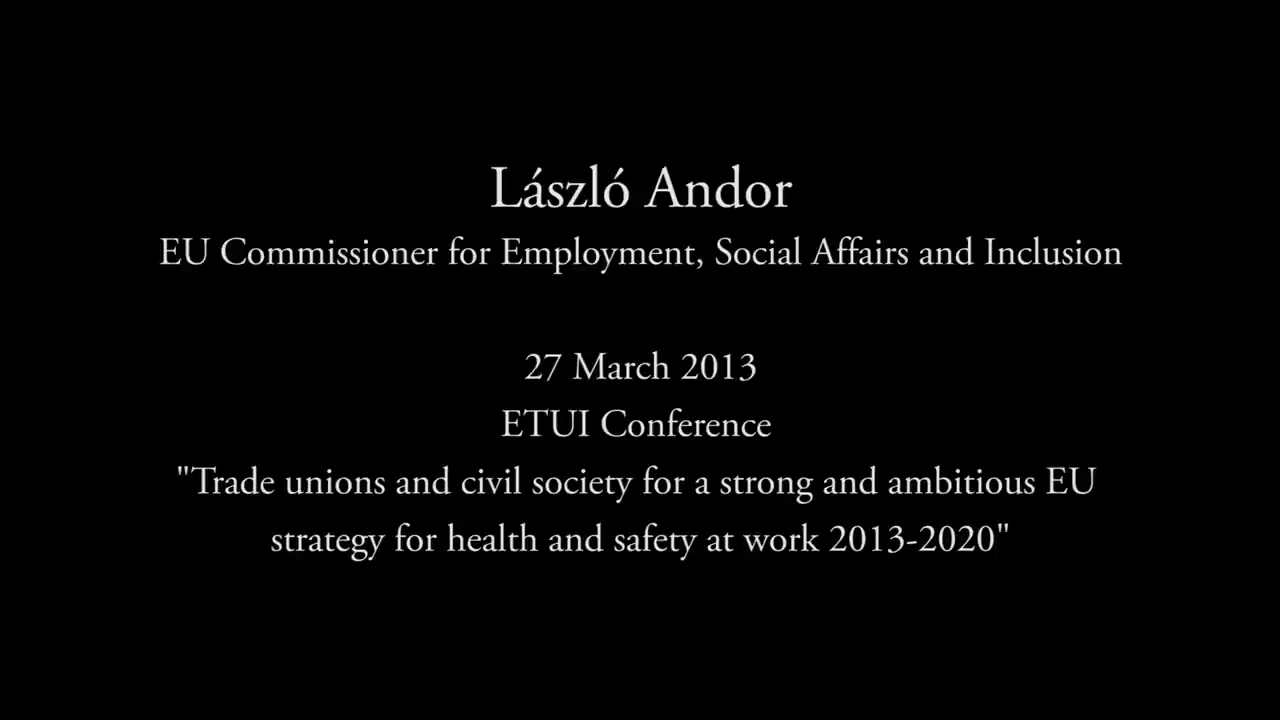 László Andor
EU Commissioner for Employment, Social Affairs and Inclusion
27 March 2013
ETUI Conference
"Trade unions and civil society for a strong and ambitious EU
strategy for health and safety at work 2013-2020"